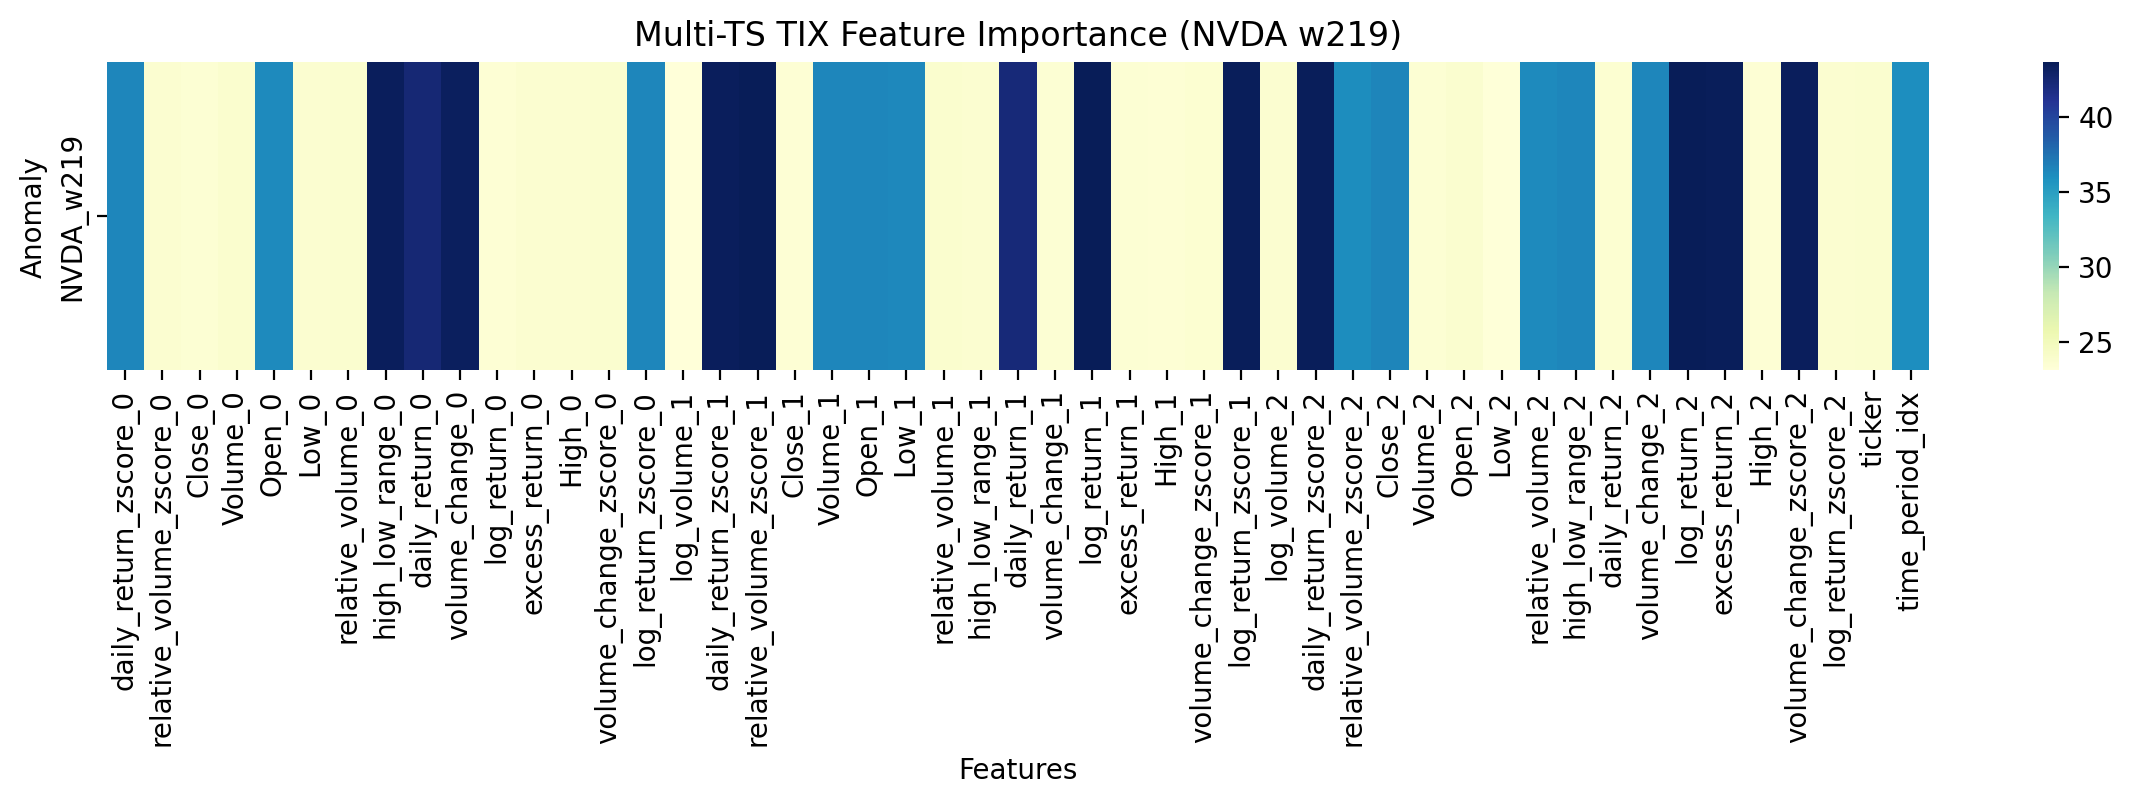 Multi-TS TIX Feature Importance (NVDA w219)
Anomaly
NVDA_w219
40
35
30
25
daily_return_zscore_0
relative_volume_zscore_0
Close_0
Volume_0
Open_0
Low_0
relative_volume_0
high_low_range_0
daily_return_0
volume_change_0
log_return_0
excess_return_0
High_0
volume_change_zscore_0
log_return_zscore_0
log_volume_1
daily_return_zscore_1
relative_volume_zscore_1
Close_1
Volume_1
Open_1
Low_1
relative_volume_1
high_low_range_1
daily_return_1
volume_change_1
log_return_1
excess_return_1
High_1
volume_change_zscore_1
log_return_zscore_1
log_volume_2
daily_return_zscore_2
relative_volume_zscore_2
Close_2
Volume_2
Open_2
Low_2
relative_volume_2
high_low_range_2
daily_return_2
volume_change_2
log_return_2
excess_return_2
High_2
volume_change_zscore_2
log_return_zscore_2
ticker
time_period_idx
Features